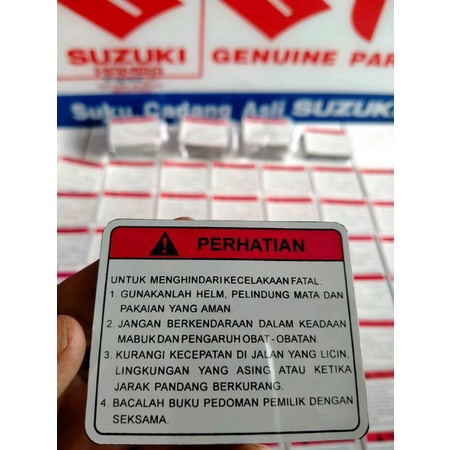 SUZUKI
GENUINE PAR
Suku Cadang Asli SUZUKI
PERHATIAN
UNTUK MENGHINDARI KECELAKAAN FATAL:
1. GUNAKANLAH HELM, PELINDUNG MATA DAN
PAKAIAN YANG AMAN.
2. JANGAN BERKENDARAAN DALAM KEADAAN
MABUK DAN PENGARUH OBAT - OBATAN.
3. KURANGI KECEPATAN DI JALAN YANG LICIN,
LINGKUNGAN YANG ASING ATAU KETIKA
JARAK PANDANG BERKURANG.
4. BACALAH BUKU PEDOMAN PEMILIK DENGAN
SEKSAMA.